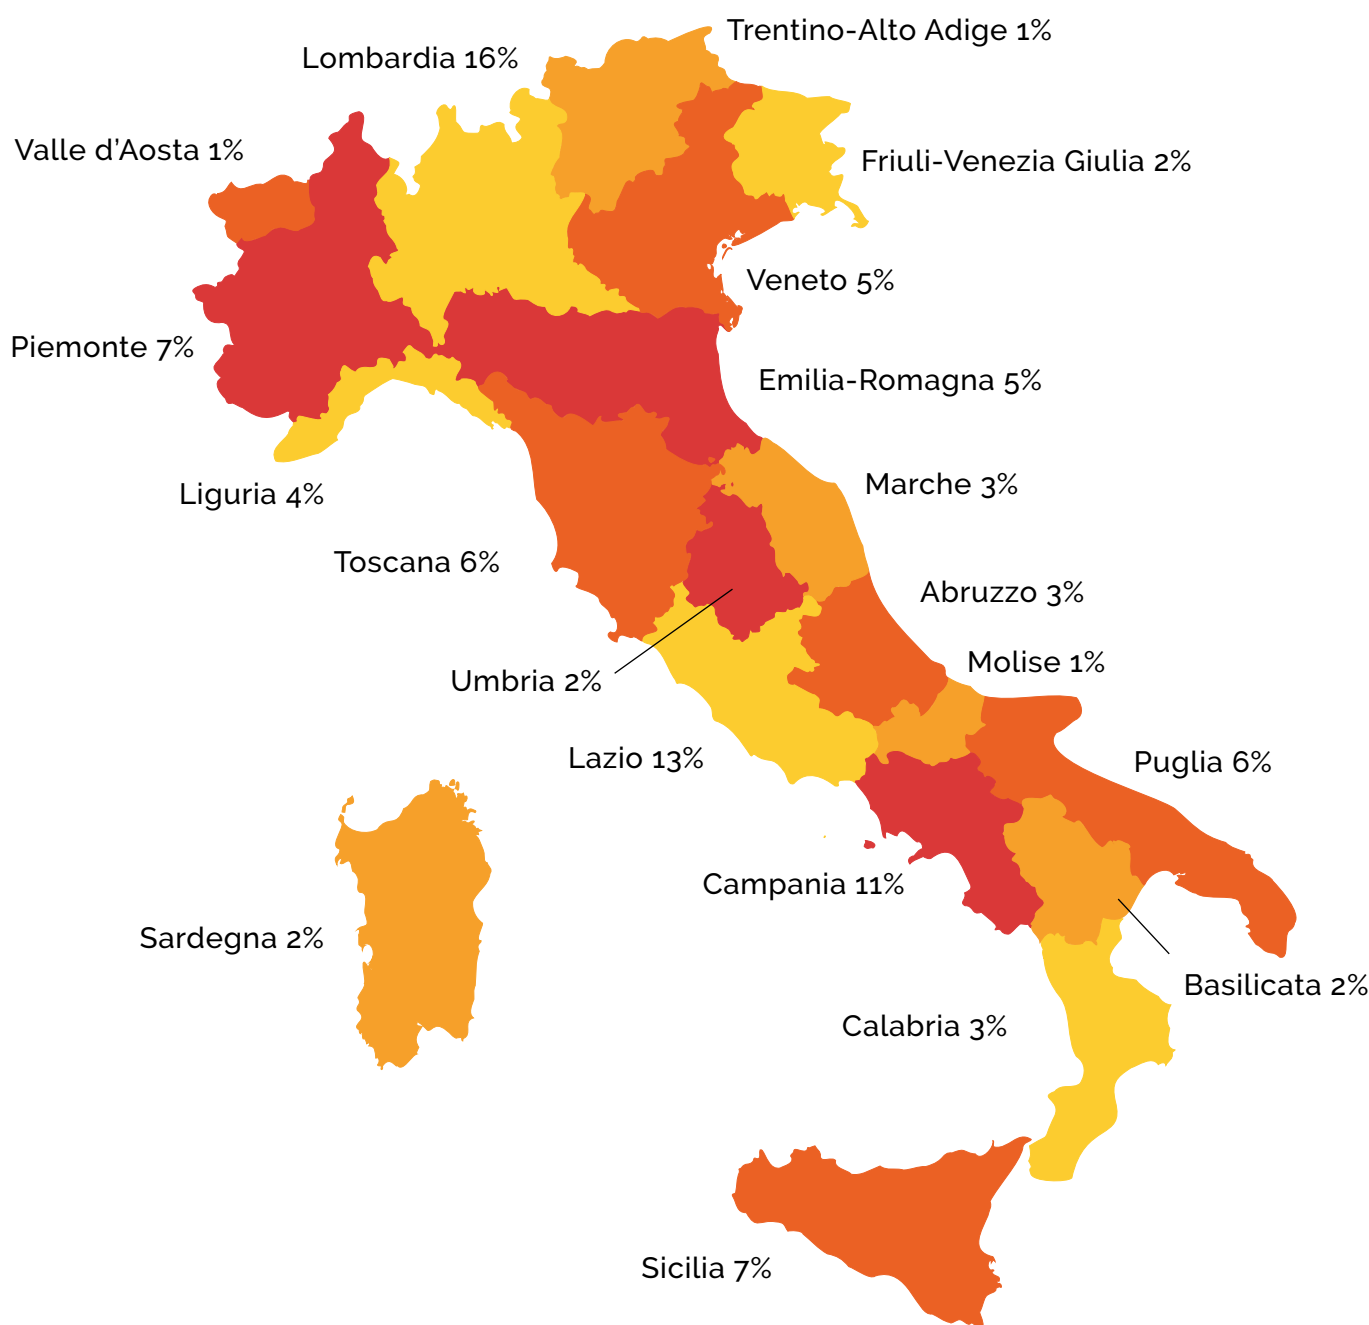 Trentino-Alto Adige 1%
Lombardia 16%
Valle d’Aosta 1%
Friuli-Venezia Giulia 2%
Veneto 5%
Piemonte 7%
Emilia-Romagna 5%
Marche 3%
Liguria 4%
Toscana 6%
Abruzzo 3%
Molise 1%
Umbria 2%
Lazio 13%
Puglia 6%
Campania 11%
Sardegna 2%
Basilicata 2%
Calabria 3%
Sicilia 7%